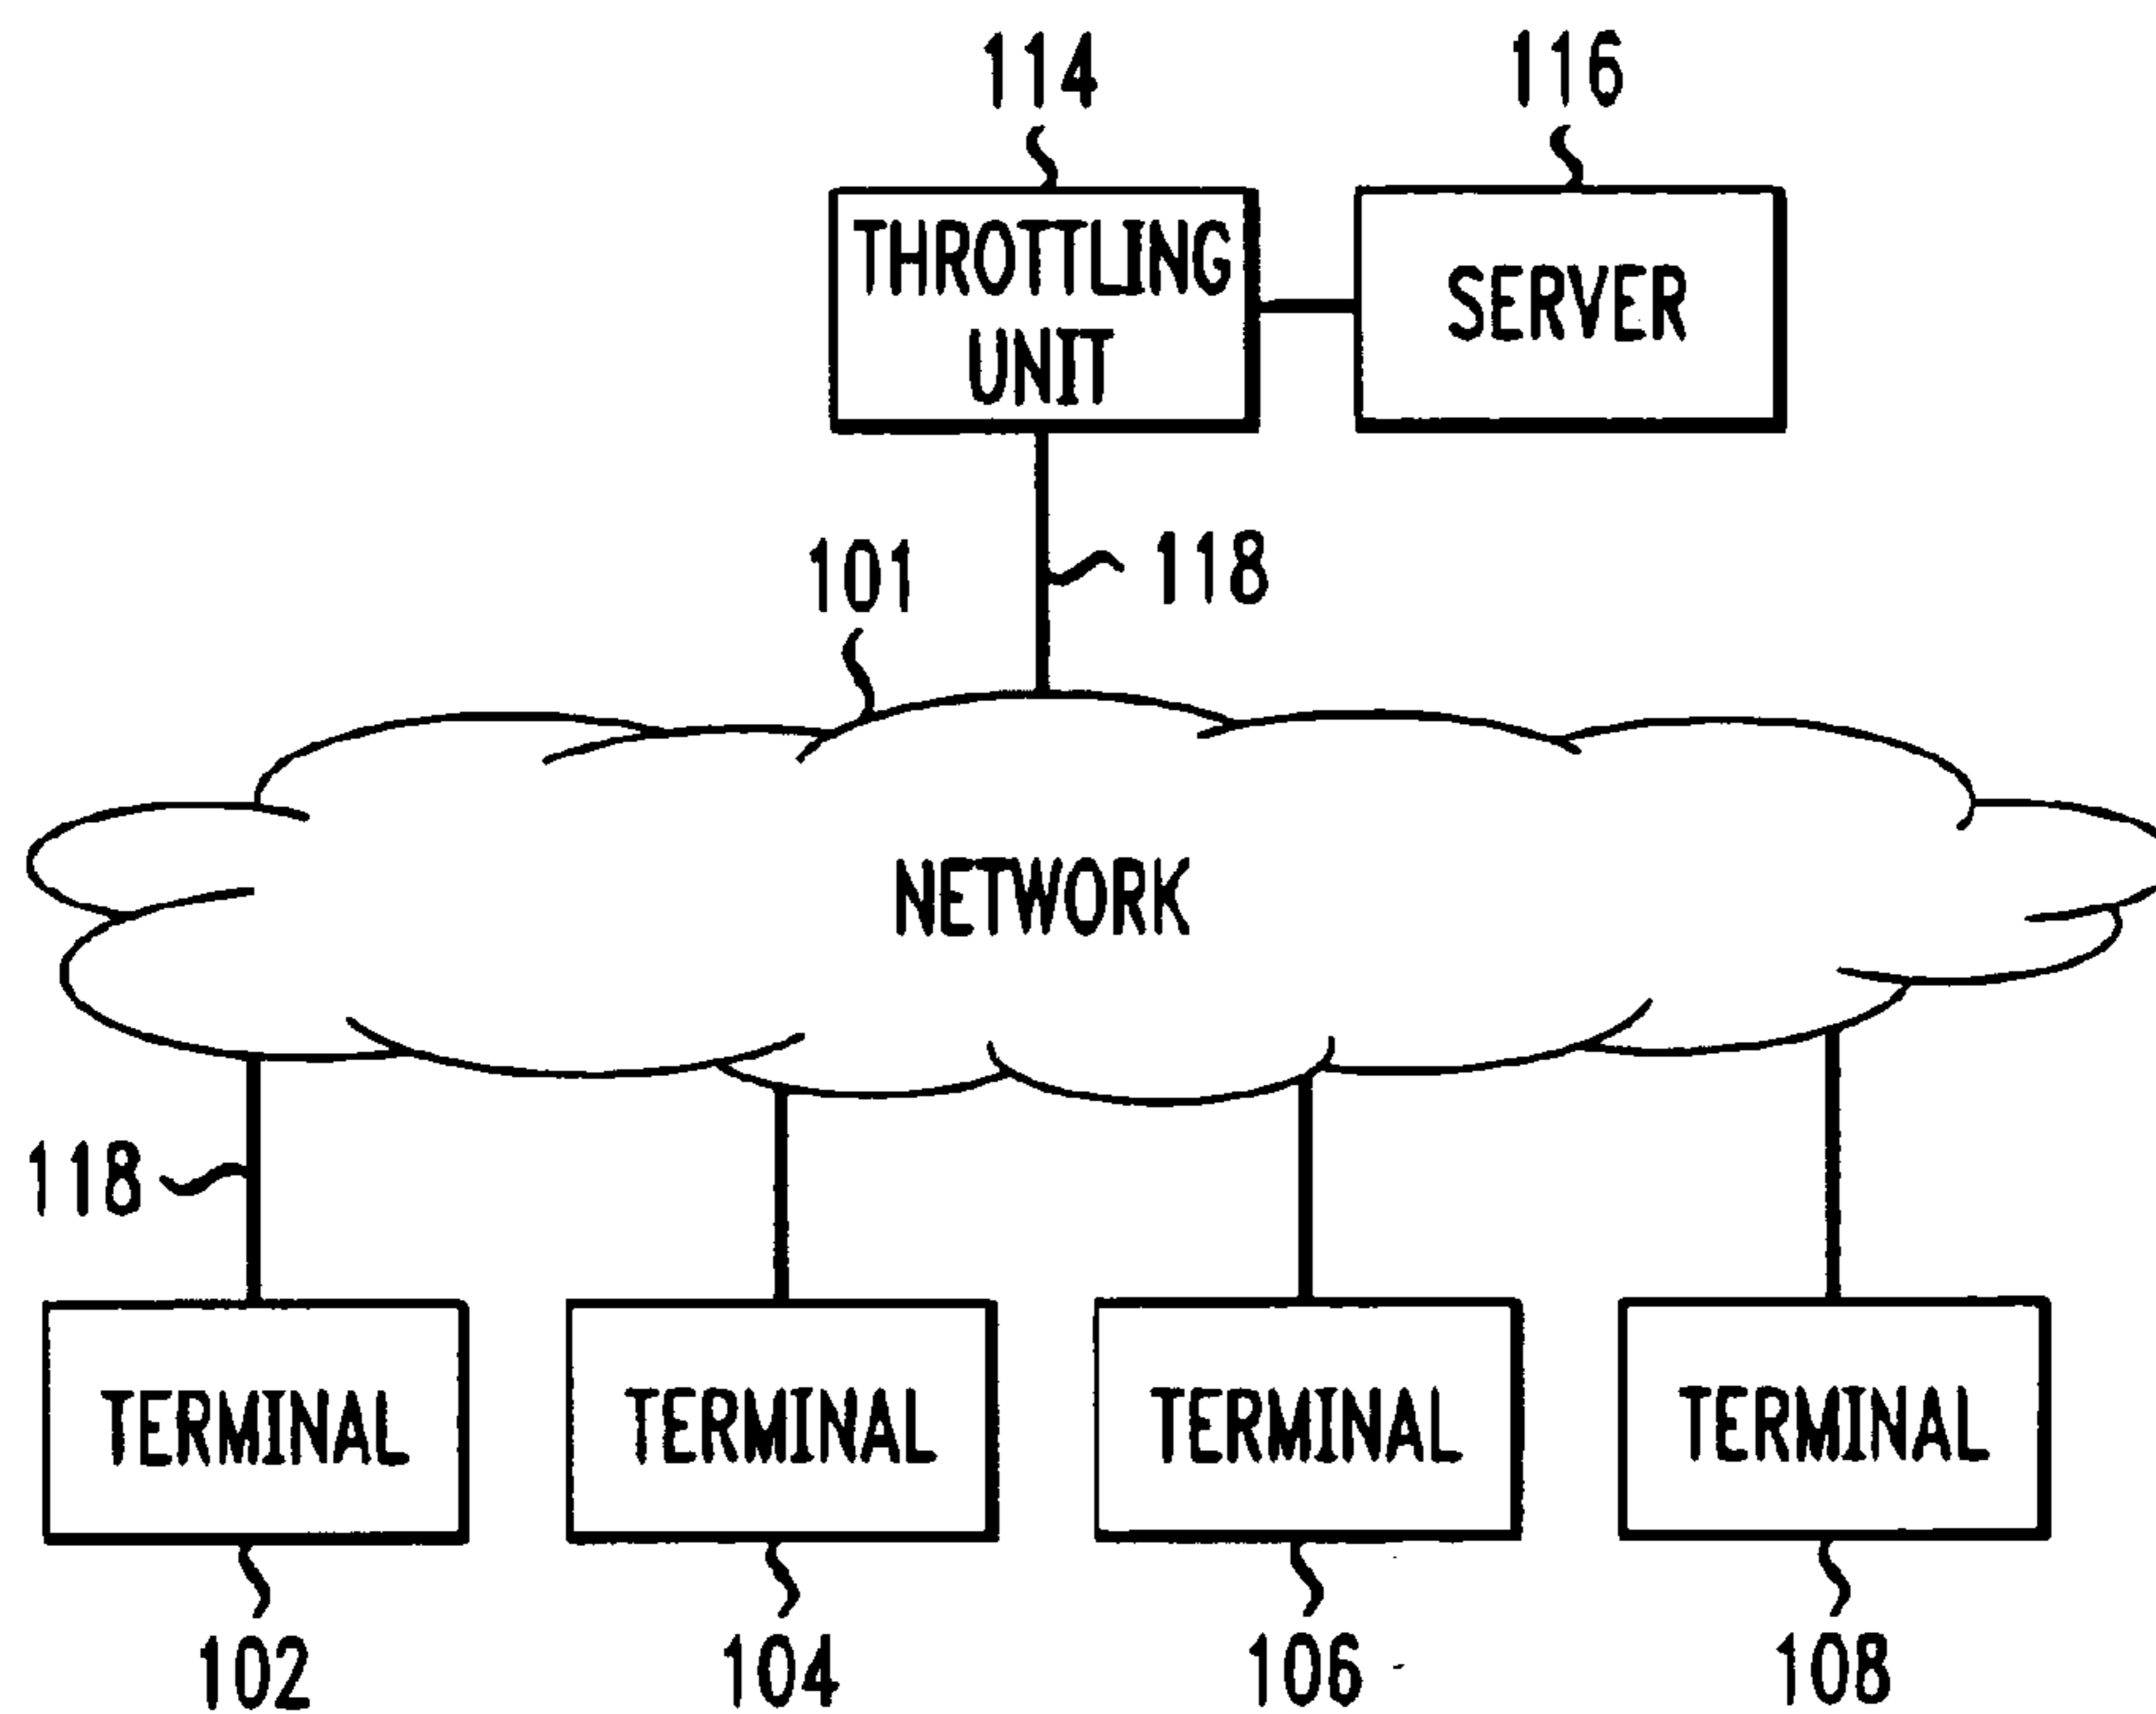 114
116
THROTTLING
UNIT
SERVER
101
118
NETWORK
118
TERMINAL
TERMINAL
TERMINAL
TERMINAL
102
104
106
108